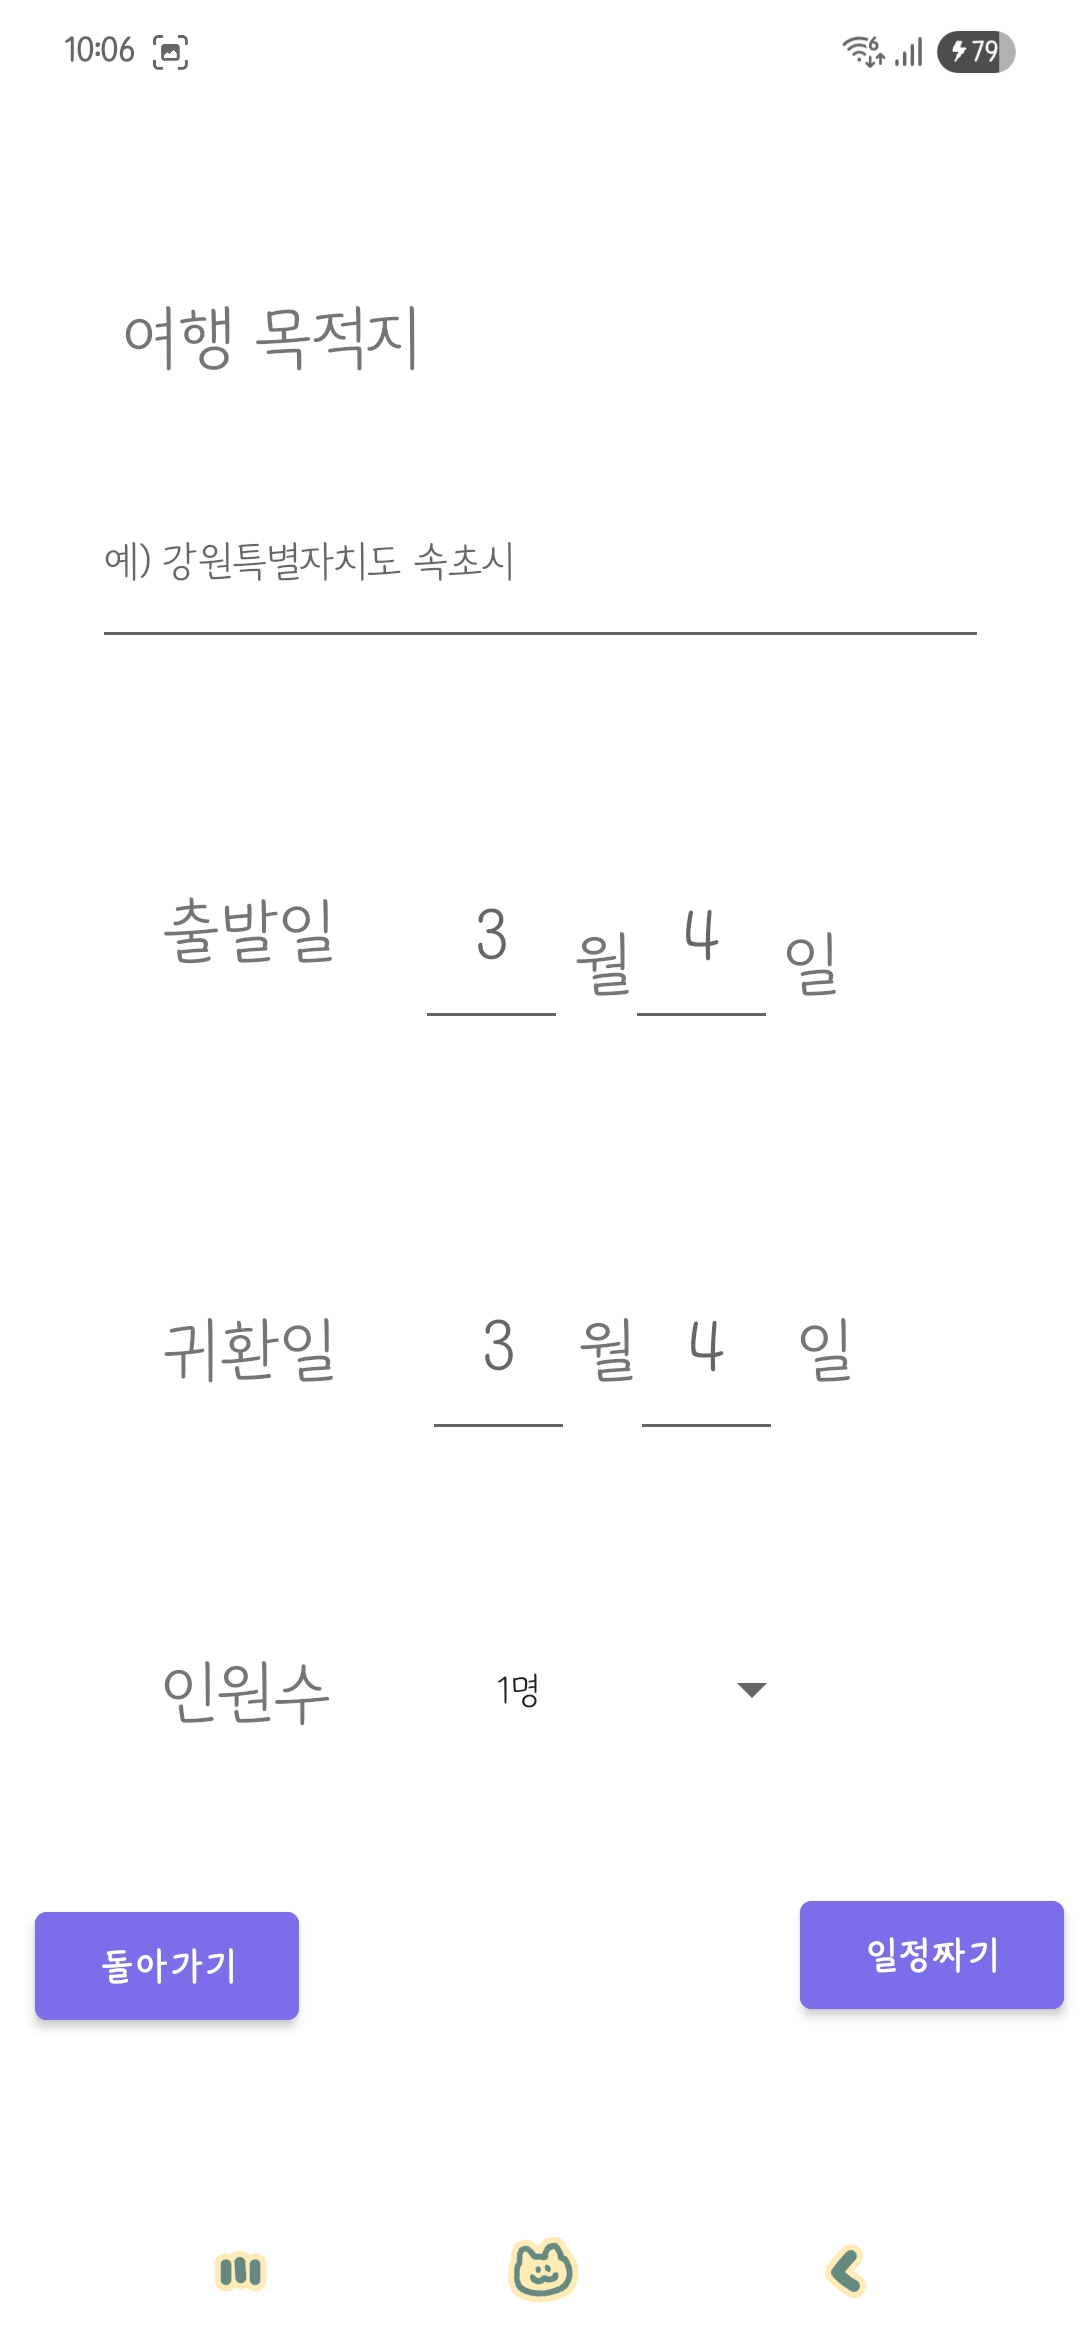 10:06 6 79
여행 목적지
예) 강원특별자치도 속초시
출발일 3 월 4 일
귀환일 3 월 4 일
인원수 1명
돌아가기 일정짜기